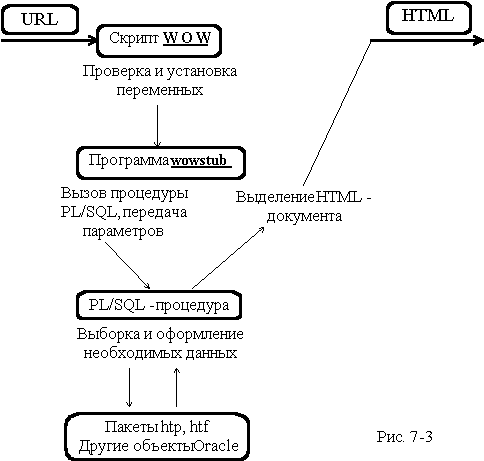 URL
HTML
Скрипт W O W
Проверка и установка
переменных
Программа wowstub
Вызов процедуры
PL/SQL, передача
параметров
Выделение HTML -
документа
PL/SQL - процедура
Выборка и оформление
необходимых данных
Пакеты htp, htf
Другие объекты Oracle
Рис. 7-3